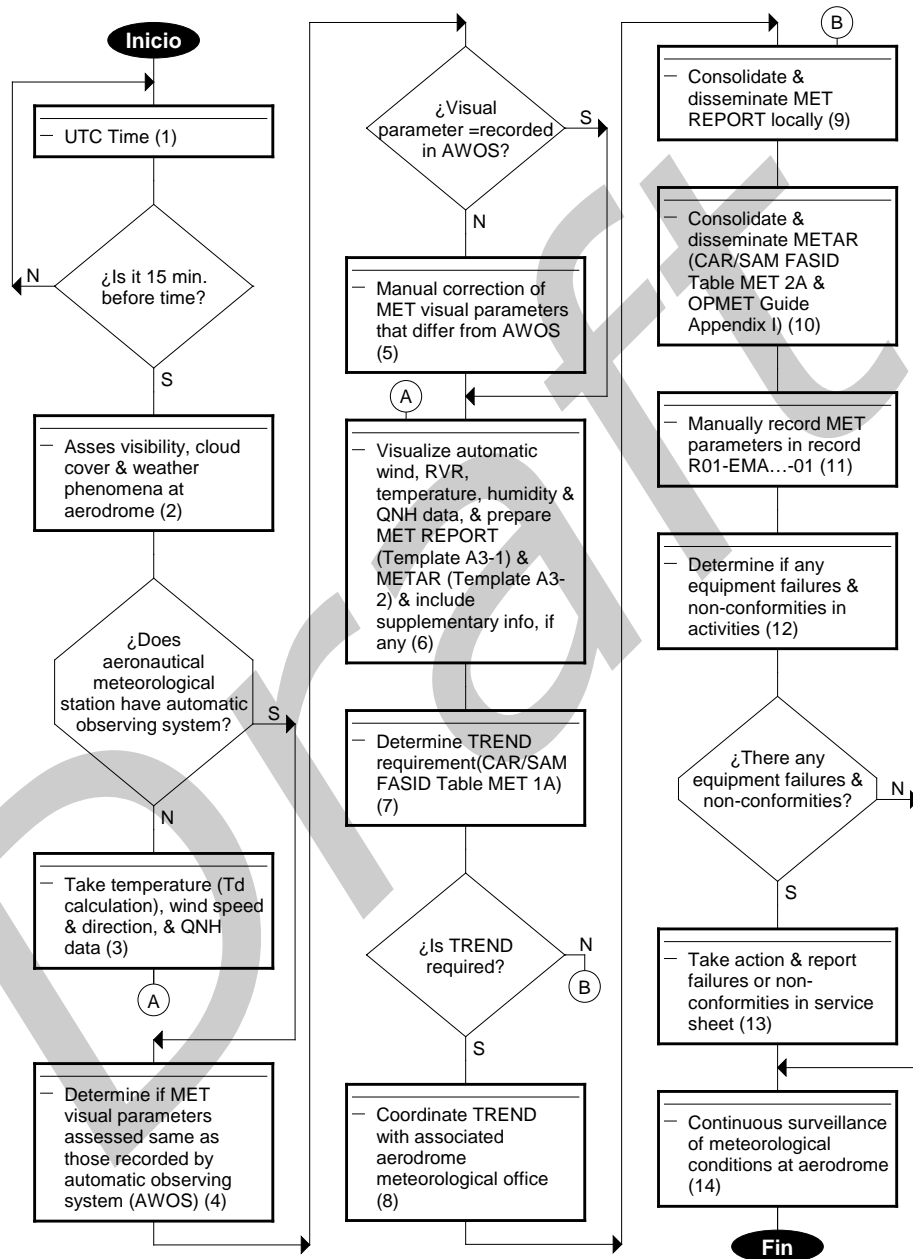 Inicio
— UTC Time (1)
¿Is it 15 min.
before time?
N
S
— Asses visibility, cloud
cover & weather
phenomena at
aerodrome (2)
¿Does
aeronautical
meteorological
station have automatic
observing system?
S
N
— Take temperature (Td
calculation), wind speed
& direction, & QNH
data (3)
A
— Determine if MET
visual parameters
assessed same as
those recorded by
automatic observing
system (AWOS) (4)
¿Visual
parameter =recorded
in AWOS?
S
N
— Manual correction of
MET visual parameters
that differ from AWOS
(5)
A
— Visualize automatic
wind, RVR,
temperature, humidity &
QNH data, & prepare
MET REPORT
(Template A3-1) &
METAR (Template A3-
2) & include
supplementary info, if
any (6)
— Determine TREND
requirement(CAR/SAM
FASID Table MET 1A)
(7)
¿Is TREND
required?
N
B
S
— Coordinate TREND
with associated
aerodrome
meteorological office
(8)
B
— Consolidate &
disseminate MET
REPORT locally (9)
— Consolidate &
disseminate METAR
(CAR/SAM FASID
Table MET 2A &
OPMET Guide
Appendix I) (10)
— Manually record MET
parameters in record
R01-EMA...-01 (11)
— Determine if any
equipment failures &
non-conformities in
activities (12)
¿There any
equipment failures &
non-conformities?
N
S
— Take action & report
failures or non-
conformities in service
sheet (13)
— Continuous surveillance
of meteorological
conditions at aerodrome
(14)
Fin
Draft